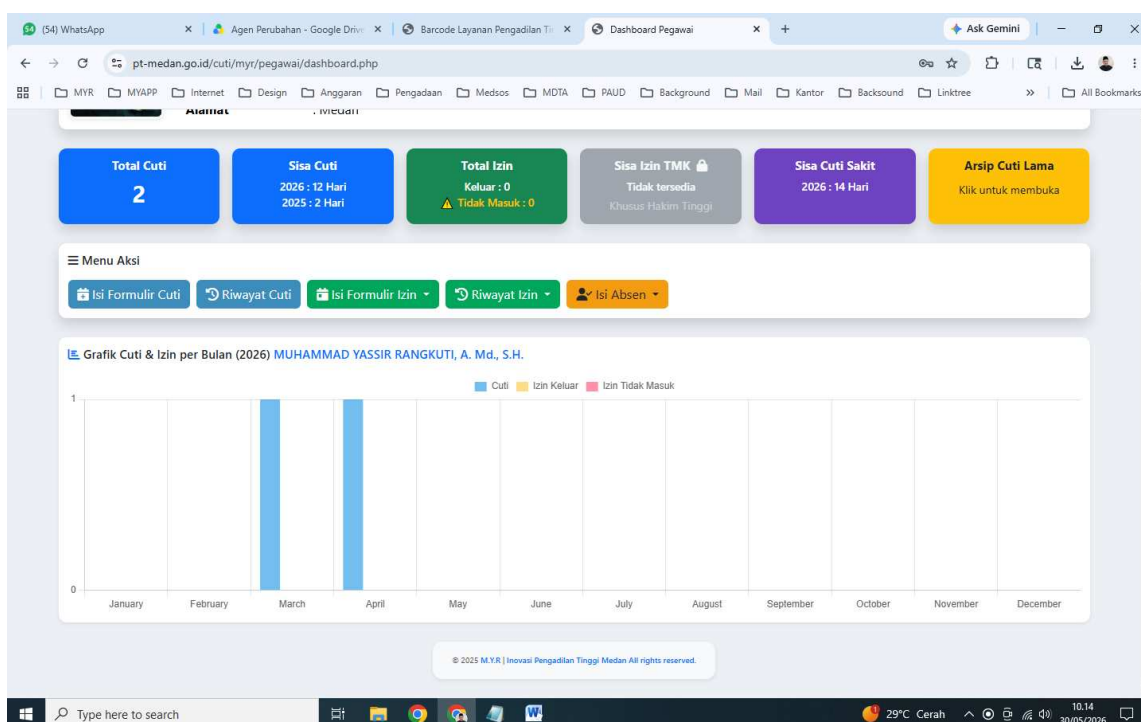 (54) WhatsApp
Agen Perubahan - Google Drive
Barcode Layanan Pengadilan Tin
Dashboard Pegawai
Ask Gemini
pt-medan.go.id/cuti/myr/pegawai/dashboard.php
MYR MYAPP Internet Design Anggaran Pengadaan Medsos MDTA PAUD Background Mail Kantor Backsound Linktree » All Bookmarks
Alamat : Medan
Total Cuti
2
Sisa Cuti
2026 : 12 Hari
2025 : 2 Hari
Total Izin
Keluar : 0
Tidak Masuk : 0
Sisa Izin TMK
Tidak tersedia
Khusus Hakim Tinggi
Sisa Cuti Sakit
2026 : 14 Hari
Arsip Cuti Lama
Klik untuk membuka
Menu Aksi
Isi Formulir Cuti Riwayat Cuti Isi Formulir Izin Riwayat Izin Isi Absen
Grafik Cuti & Izin per Bulan (2026) MUHAMMAD YASSIR RANGKUTI, A. Md., S.H.
Cuti Izin Keluar Izin Tidak Masuk
1
0
January February March April May June July August September October November December
© 2025 M.Y.R | Inovasi Pengadilan Tinggi Medan All rights reserved.
Type here to search
29°C Cerah
10.14
30/05/2026